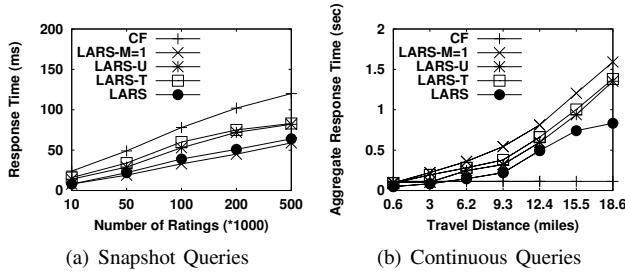 CF
LARS-M=1
LARS-U
LARS-T
LARS
200
150
100
50
0
10 50 100 200 500
Response Time (ms)
Number of Ratings (*1000)
(a) Snapshot Queries
CF
LARS-M=1
LARS-U
LARS-T
LARS
2
1.5
1
0.5
0
0.6 3 6.2 9.3 12.4 15.5 18.6
Aggregate Response Time (sec)
Travel Distance (miles)
(b) Continuous Queries